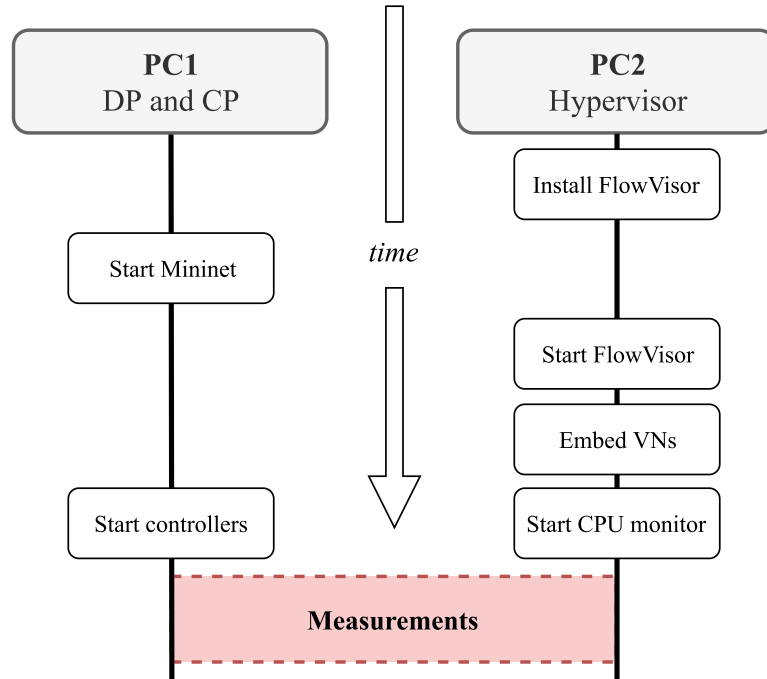 PC1
DP and CP
PC2
Hypervisor
Install FlowVisor
Start Mininet
time
Start FlowVisor
Embed VNs
Start controllers
Start CPU monitor
Measurements